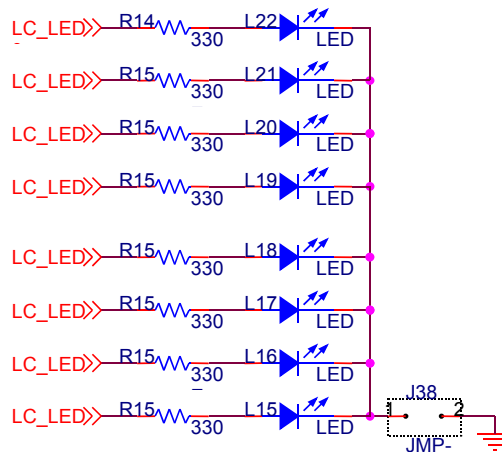 LC_LED R14 330 L22 LED
LC_LED R15 330 L21 LED
LC_LED R15 330 L20 LED
LC_LED R15 330 L19 LED
LC_LED R15 330 L18 LED
LC_LED R15 330 L17 LED
LC_LED R15 330 L16 LED
LC_LED R15 330 L15 LED
J38
1 2
JMP-